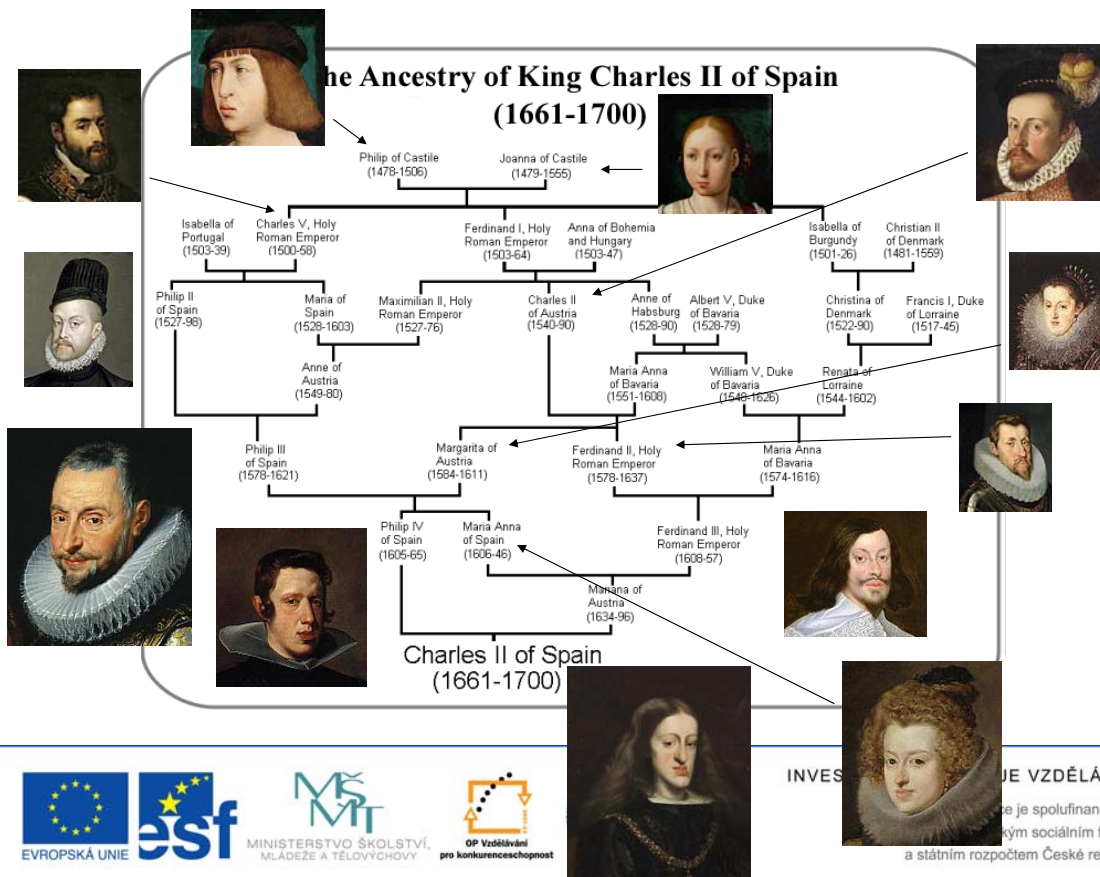 he Ancestry of King Charles II of Spain
(1661-1700)
Philip of Castile
(1478-1506)
Joanna of Castile
(1479-1555)
Isabella of
Portugal
(1503-39)
Charles V, Holy
Roman Emperor
(1500-58)
Ferdinand I, Holy
Roman Emperor
(1503-64)
Anna of Bohemia
and Hungary
(1503-47)
Isabella of
Burgundy
(1501-26)
Christian II
of Denmark
(1481-1559)
Philip II
of Spain
(1527-98)
Maria of
Spain
(1528-1603)
Maximilian II, Holy
Roman Emperor
(1527-76)
Charles II
of Austria
(1540-90)
Anne of
Habsburg
(1528-90)
Albert V, Duke
of Bavaria
(1528-79)
Christina of
Denmark
(1522-90)
Francis I, Duke
of Lorraine
(1517-45)
Anne of
Austria
(1549-80)
Maria Anna
of Bavaria
(1551-1608)
William V, Duke
of Bavaria
(1548-1626)
Renata of
Lorraine
(1544-1602)
Philip III
of Spain
(1578-1621)
Margarita of
Austria
(1584-1611)
Ferdinand II, Holy
Roman Emperor
(1578-1637)
Maria Anna
of Bavaria
(1574-1616)
Philip IV
of Spain
(1605-65)
Maria Anna
of Spain
(1606-46)
Ferdinand III, Holy
Roman Emperor
(1608-57)
Mariana of
Austria
(1634-96)
Charles II of Spain
(1661-1700)
EVROPSKÁ UNIE
esf
MINISTERSTVO ŠKOLSTVÍ,
MLÁDEŽE A TĚLOVÝCHOVY
OP Vzdělávání
pro konkurenceschopnost
INVES JE VZDĚLÁ
ce je spolufinan
kým sociálním f
a státním rozpočtem České re